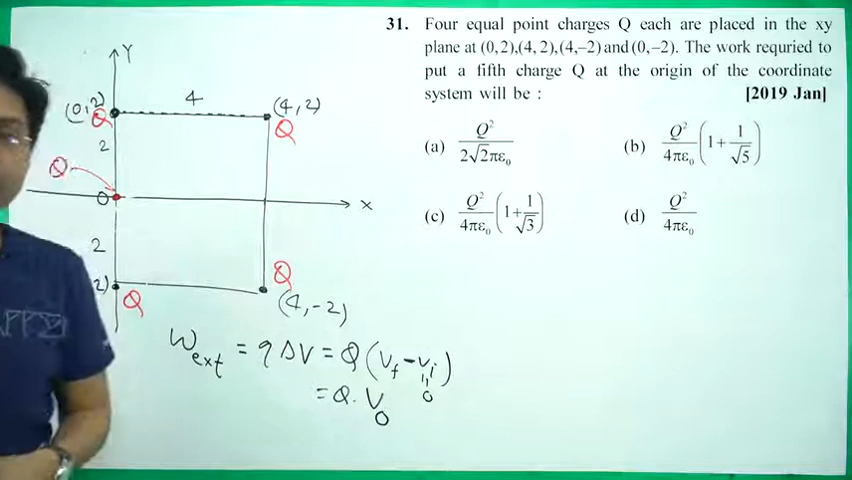 31. Four equal point charges Q each are placed in the xy
plane at (0, 2),(4, 2),(4,–2) and (0,–2). The work requried to
put a fifth charge Q at the origin of the coordinate
system will be : [2019 Jan]
(a) Q²/2√2πε₀ (b) Q²/4πε₀ (1+1/√5)
(c) Q²/4πε₀ (1+1/√3) (d) Q²/4πε₀
Y
(0,2) 4 (4,2)
Q Q
2
Q
O X
2
2) Q
Q (4,-2)
W_ext = qΔV = Q(V_f - V_i)
= Q. V_O
0